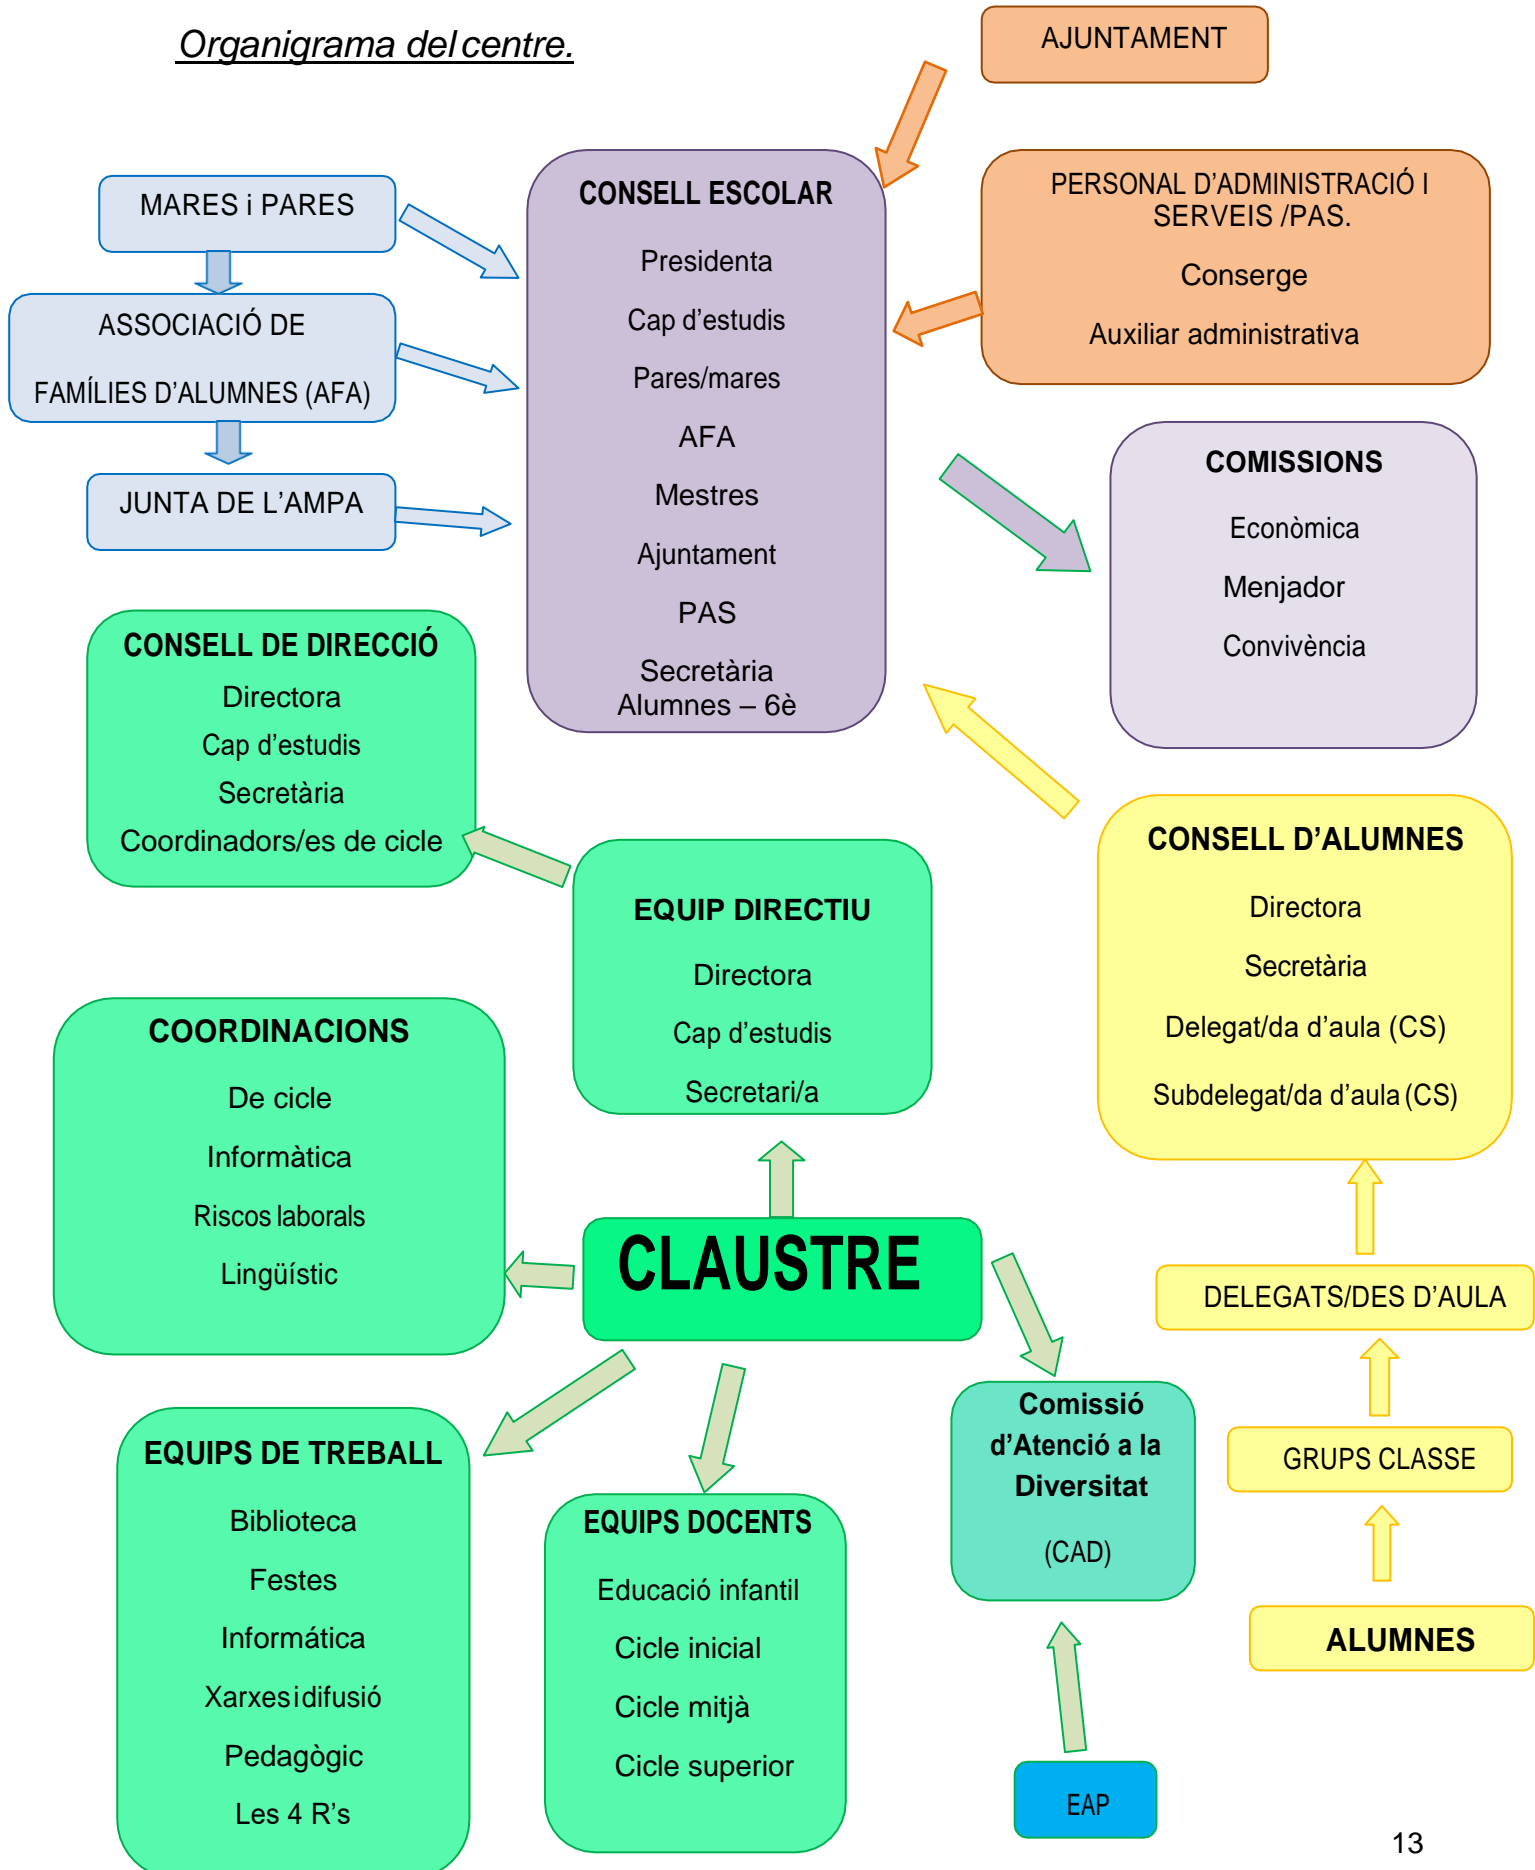 Organigrama del centre.
AJUNTAMENT
MARES i PARES
ASSOCIACIÓ DE
FAMÍLIES D’ALUMNES (AFA)
JUNTA DE L’AMPA
CONSELL ESCOLAR
Presidenta
Cap d’estudis
Pares/mares
AFA
Mestres
Ajuntament
PAS
Secretària
Alumnes – 6è
PERSONAL D’ADMINISTRACIÓ I
SERVEIS /PAS.
Conserge
Auxiliar administrativa
COMISSIONS
Econòmica
Menjador
Convivència
CONSELL DE DIRECCIÓ
Directora
Cap d’estudis
Secretària
Coordinadors/es de cicle
EQUIP DIRECTIU
Directora
Cap d’estudis
Secretari/a
CONSELL D’ALUMNES
Directora
Secretària
Delegat/da d’aula (CS)
Subdelegat/da d’aula (CS)
COORDINACIONS
De cicle
Informàtica
Riscos laborals
Lingüístic
CLAUSTRE
DELEGATS/DES D’AULA
GRUPS CLASSE
ALUMNES
EQUIPS DE TREBALL
Biblioteca
Festes
Informática
Xarxes i difusió
Pedagògic
Les 4 R’s
EQUIPS DOCENTS
Educació infantil
Cicle inicial
Cicle mitjà
Cicle superior
Comissió
d’Atenció a la
Diversitat
(CAD)
EAP
13